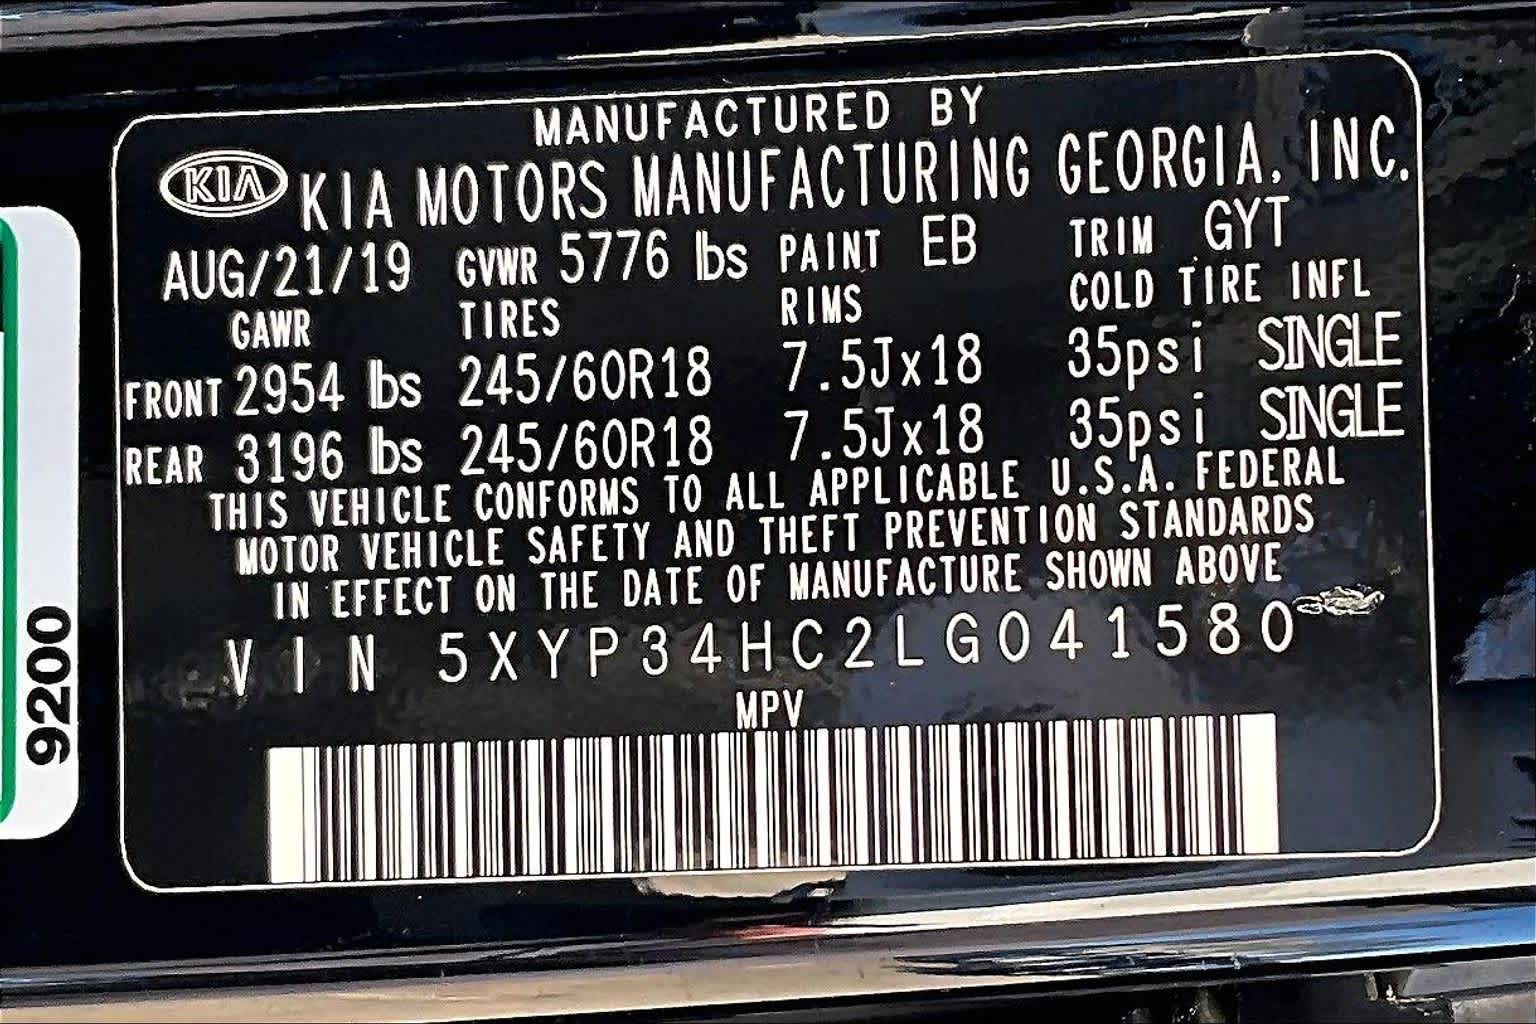 MANUFACTURED BY
KIA KIA MOTORS MANUFACTURING GEORGIA, INC.
AUG/21/19 GVWR 5776 lbs PAINT EB TRIM GYT
GAWR TIRES RIMS COLD TIRE INFL
FRONT 2954 lbs 245/60R18 7.5Jx18 35psi SINGLE
REAR 3196 lbs 245/60R18 7.5Jx18 35psi SINGLE
THIS VEHICLE CONFORMS TO ALL APPLICABLE U.S.A. FEDERAL
MOTOR VEHICLE SAFETY AND THEFT PREVENTION STANDARDS
IN EFFECT ON THE DATE OF MANUFACTURE SHOWN ABOVE
VIN 5XYP34HC2LG041580
MPV
9200